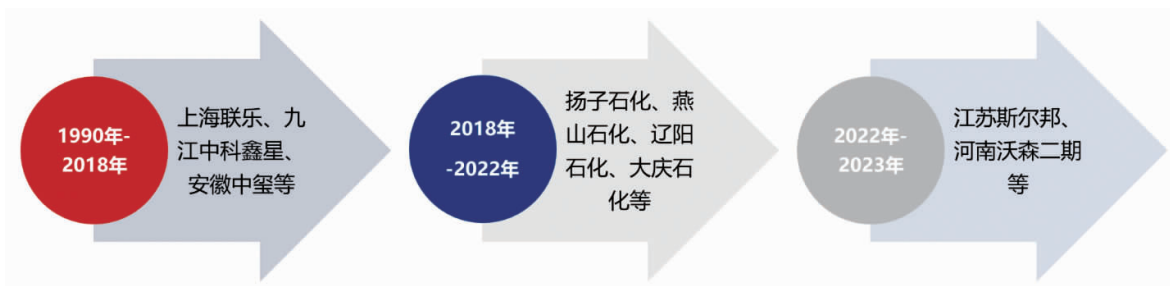 1990年-
2018年
上海联乐、九
江中科鑫星、
安徽中玺等
2018年
-2022年
扬子石化、燕
山石化、辽阳
石化、大庆石
化等
2022年-
2023年
江苏斯尔邦、
河南沃森二期
等